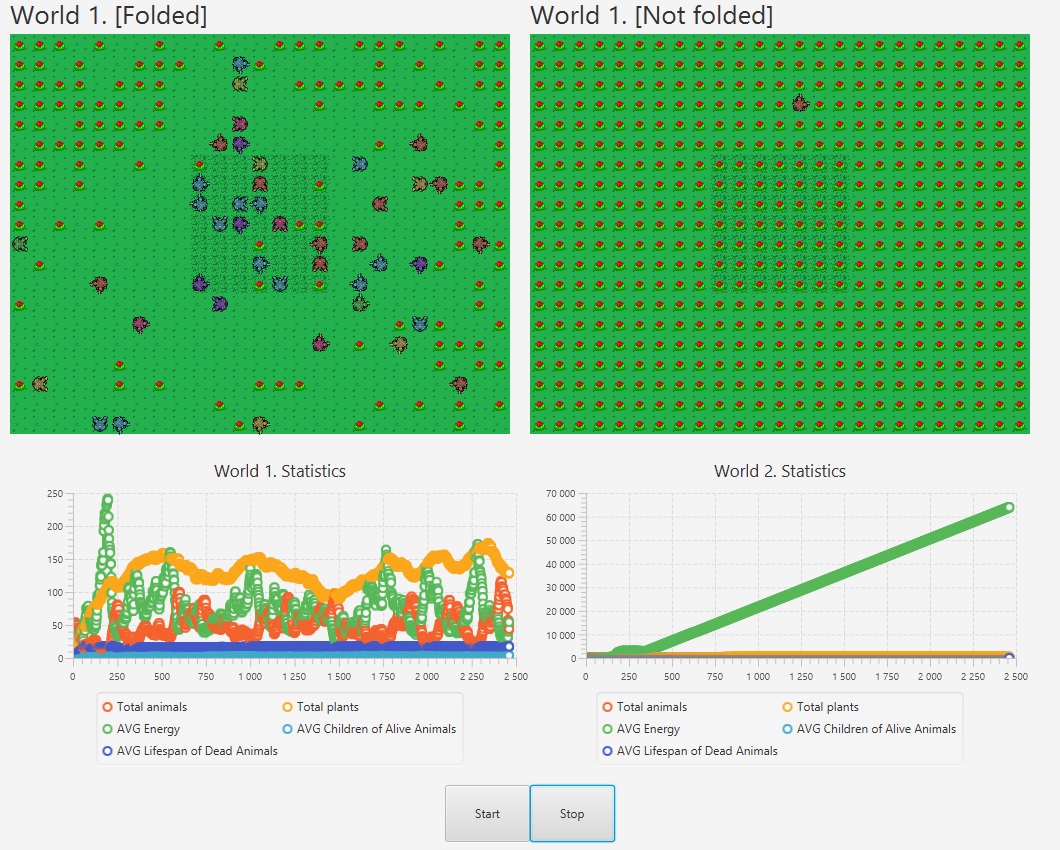 World 1. [Folded]
World 1. [Not folded]
World 1. Statistics
250
200
150
100
50
0
0 250 500 750 1 000 1 250 1 500 1 750 2 000 2 250 2 500
Total animals
Total plants
AVG Energy
AVG Children of Alive Animals
AVG Lifespan of Dead Animals
World 2. Statistics
70 000
60 000
50 000
40 000
30 000
20 000
10 000
0
0 250 500 750 1 000 1 250 1 500 1 750 2 000 2 250 2 500
Total animals
Total plants
AVG Energy
AVG Children of Alive Animals
AVG Lifespan of Dead Animals
Start
Stop